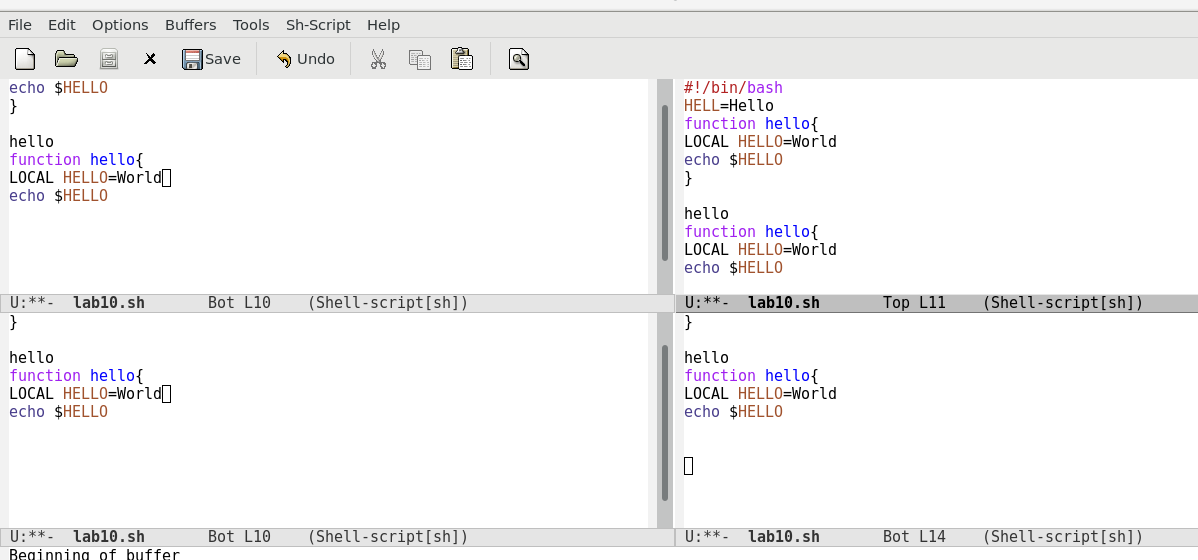 File Edit Options Buffers Tools Sh-Script Help
Save Undo
echo $HELLO
}
hello
function hello{
LOCAL HELLO=World
echo $HELLO
U:**- lab10.sh Bot L10 (Shell-script[sh])
#!/bin/bash
HELL=Hello
function hello{
LOCAL HELLO=World
echo $HELLO
}
hello
function hello{
LOCAL HELLO=World
echo $HELLO
U:**- lab10.sh Top L11 (Shell-script[sh])
}
hello
function hello{
LOCAL HELLO=World
echo $HELLO
U:**- lab10.sh Bot L10 (Shell-script[sh])
}
hello
function hello{
LOCAL HELLO=World
echo $HELLO
U:**- lab10.sh Bot L14 (Shell-script[sh])
Beginning of buffer